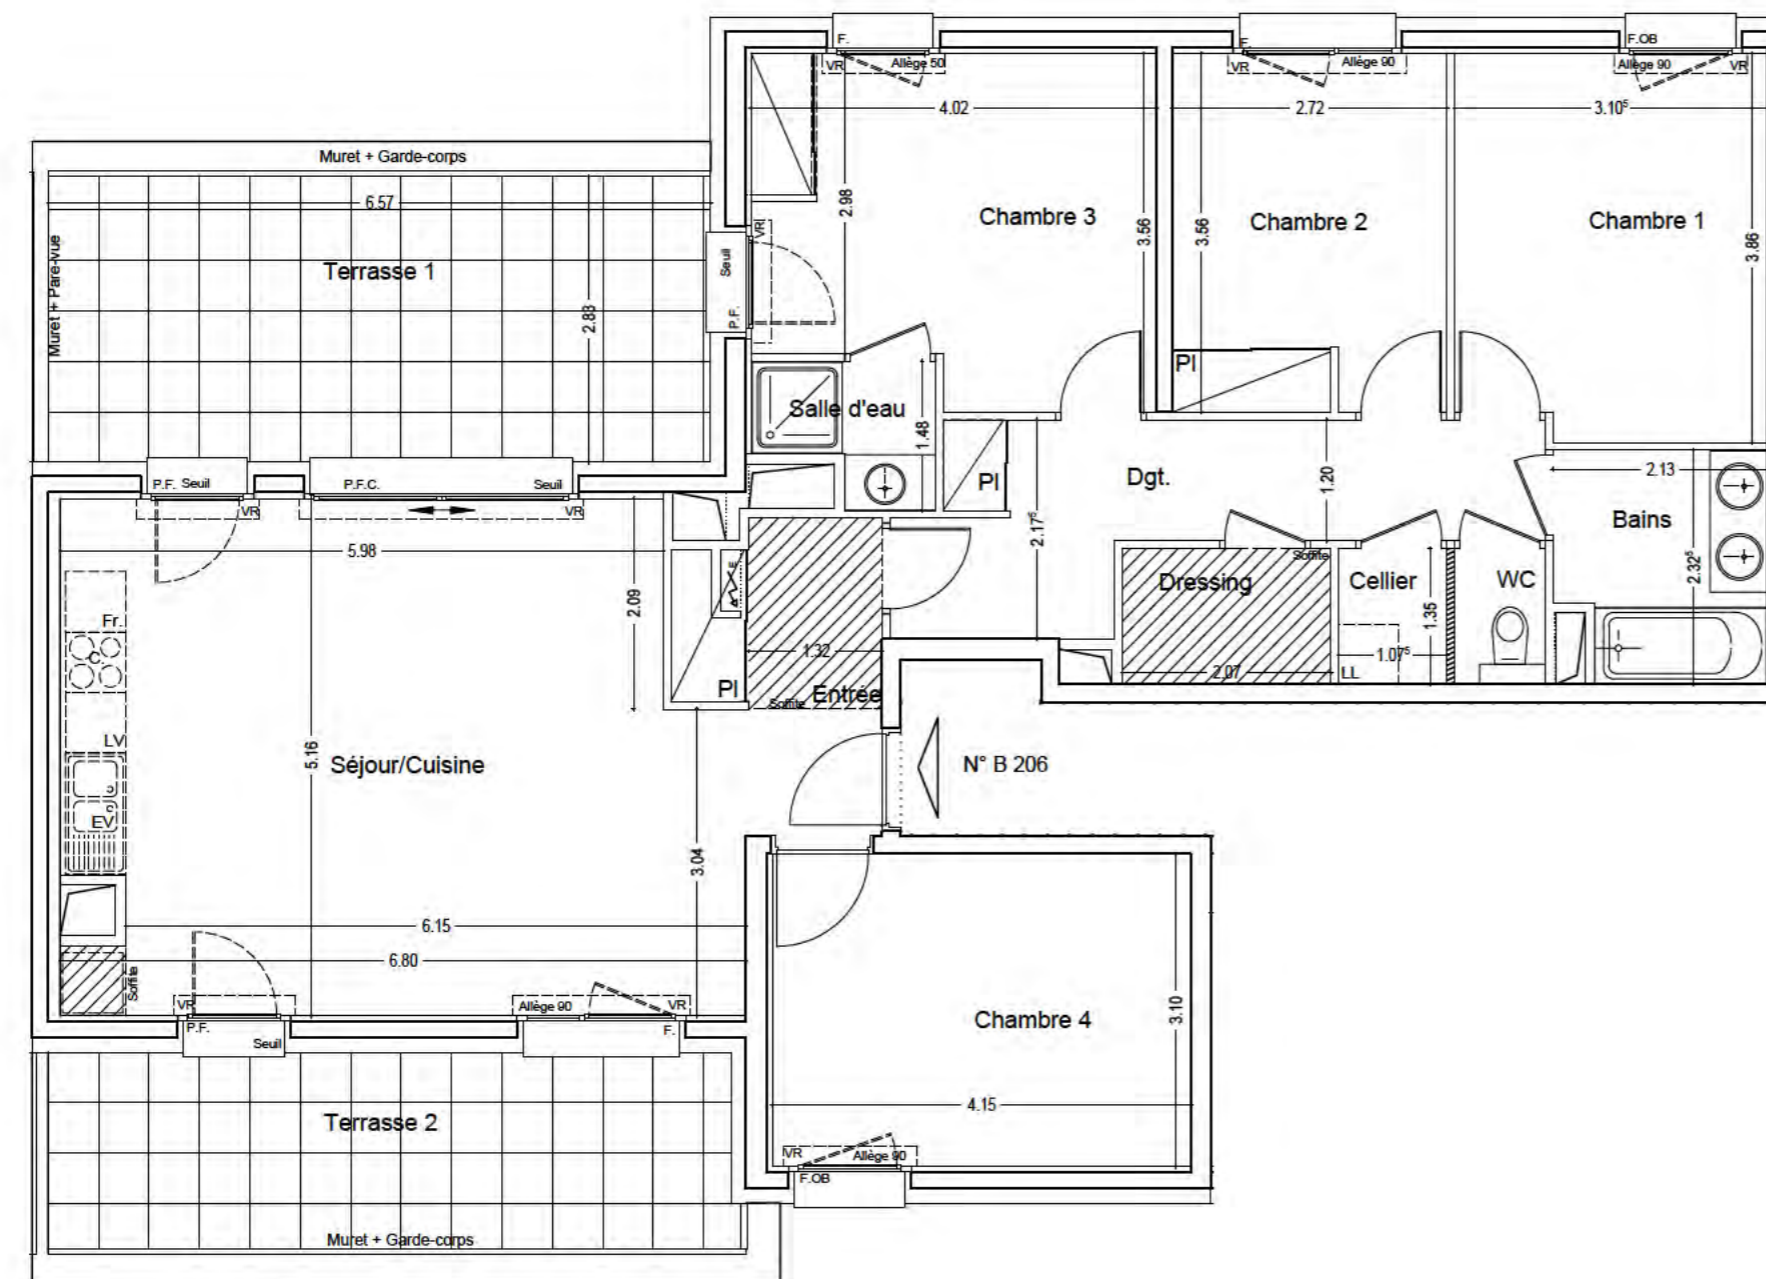 F.
F.
F.OB
VR
Allège 50
VR
Allège 90
Allège 90
VR
4.02
2.72
3.10⁵
Muret + Garde-corps
6.57
2.98
Chambre 3
3.56
3.56
Chambre 2
Chambre 1
3.86
Muret + Pare-vue
Terrasse 1
2.83
VR
Seuil
P.F.
Pl
Salle d'eau
1.48
Pl
Dgt.
1.20
2.13
Bains
P.F.
Seuil
P.F.C.
Seuil
VR
VR
5.98
2.09
2.17⁵
Soffite
Dressing
Cellier
WC
2.32⁵
1.35
Fr.
C
1.32
2.07
LL
1.07⁵
Pl
Soffite
Entrée
LV
5.16
Séjour/Cuisine
N° B 206
EV
3.04
6.15
6.80
Soffite
VR
Allège 90
VR
P.F.
Seuil
F.
Chambre 4
3.10
4.15
Terrasse 2
VR
Allège 90
F.OB
Muret + Garde-corps